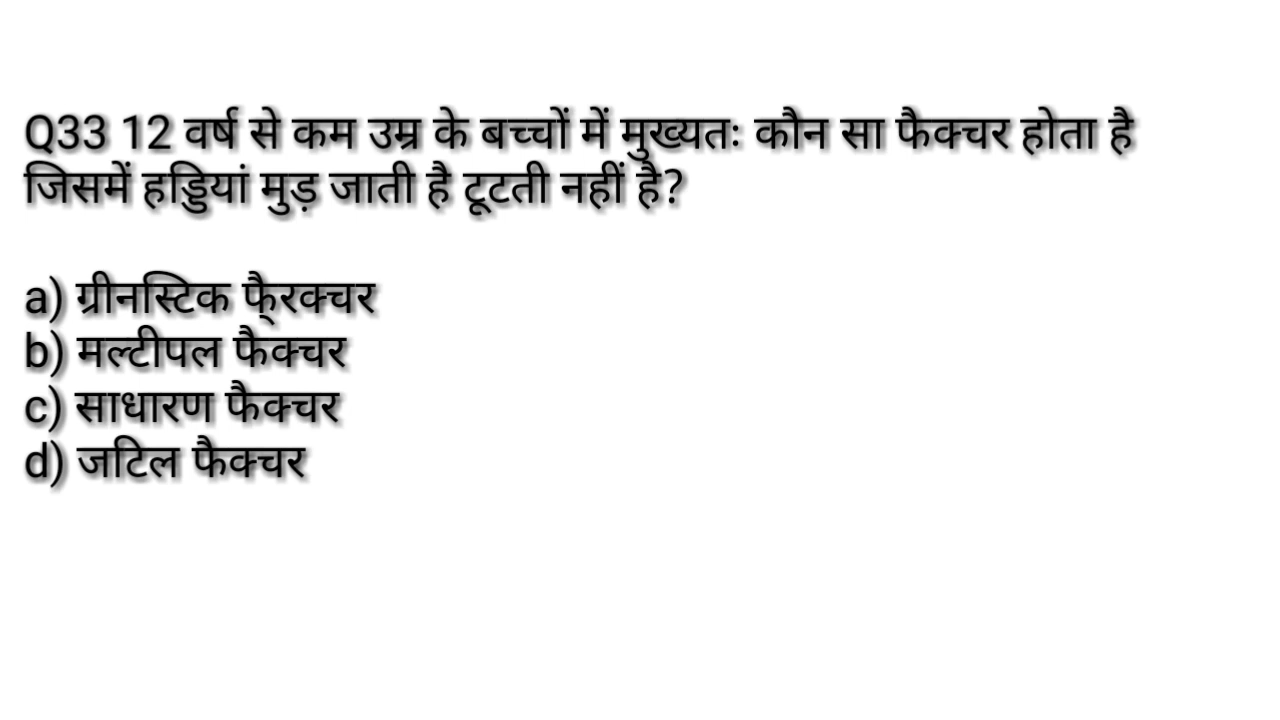 Q33 12 वर्ष से कम उम्र के बच्चों में मुख्यतः कौन सा फैक्चर होता है
जिसमें हड्डियां मुड़ जाती है टूटती नहीं है?
a) ग्रीनस्टिक फै्रक्चर
b) मल्टीपल फैक्चर
c) साधारण फैक्चर
d) जटिल फैक्चर